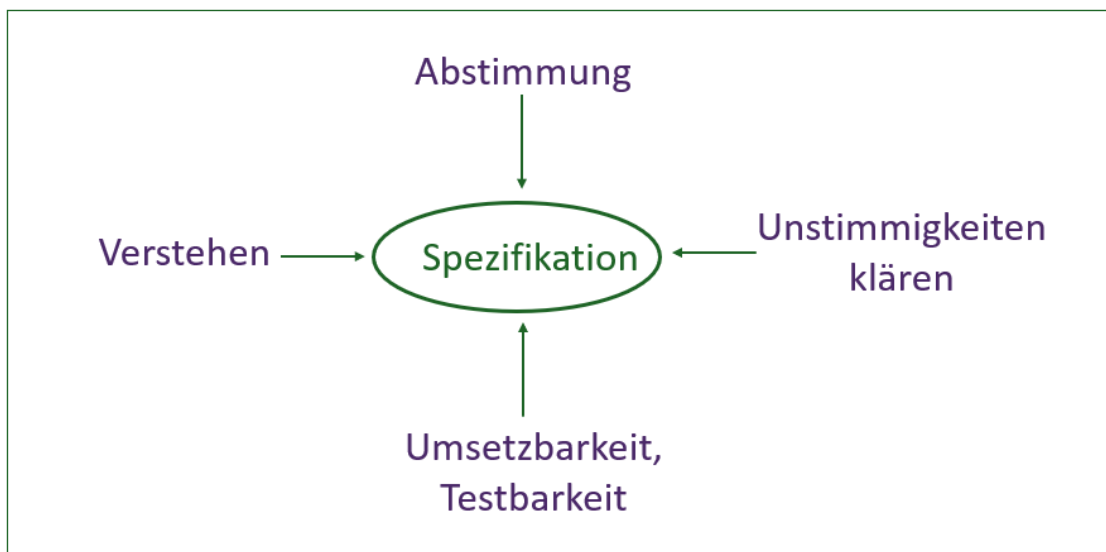 Abstimmung
Verstehen
Spezifikation
Unstimmigkeiten
klären
Umsetzbarkeit,
Testbarkeit